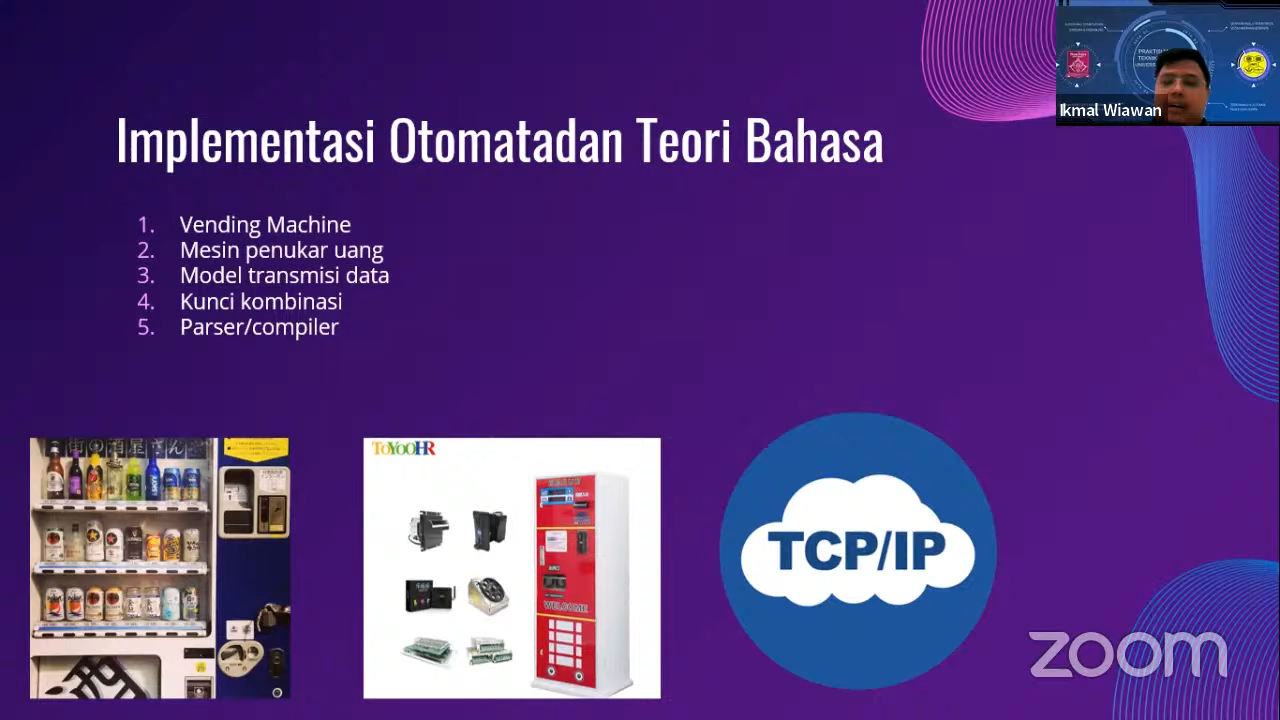 Implementasi Otomatadan Teori Bahasa
1. Vending Machine
2. Mesin penukar uang
3. Model transmisi data
4. Kunci kombinasi
5. Parser/compiler
Ikmal Wiawan
ToYOOHR
WELCOME
TCP/IP
zoom